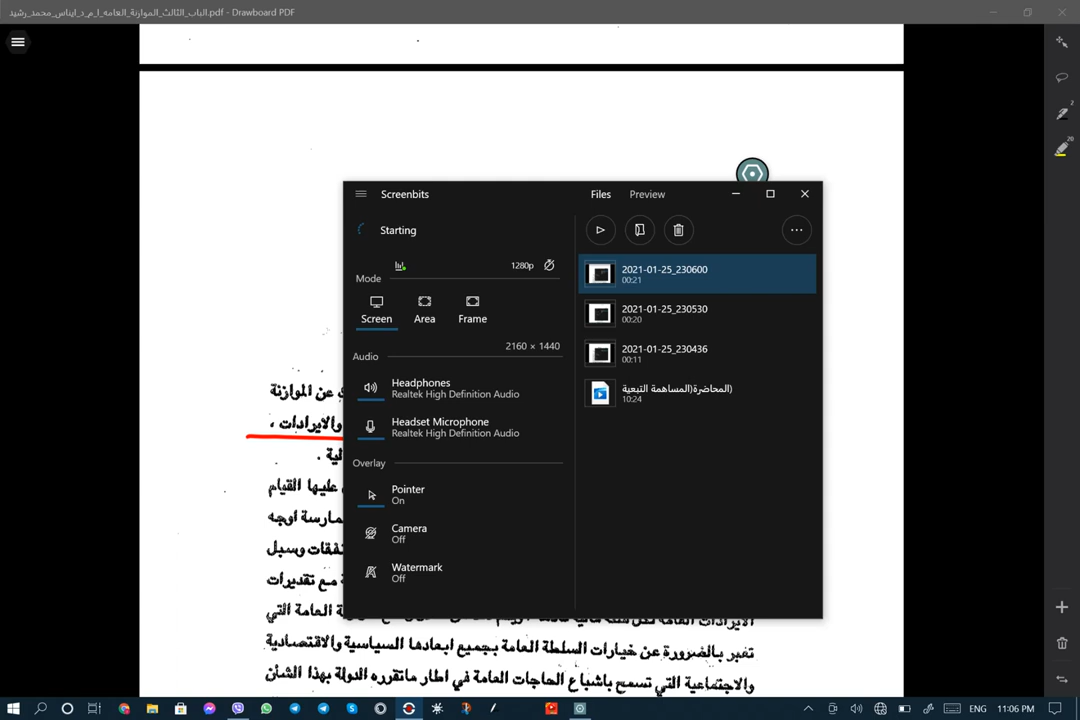 الباب_الثالث_الموازنة_العامه_ا_م_د_ايناس_محمد_رشيد.pdf - Drawboard PDF
2
20
Screenbits
Files
Preview
Starting
1280p
Mode
Screen
Area
Frame
2160 × 1440
Audio
Headphones
Realtek High Definition Audio
Headset Microphone
Realtek High Definition Audio
Overlay
Pointer
On
Camera
Off
Watermark
Off
2021-01-25_230600
00:21
2021-01-25_230530
00:20
2021-01-25_230436
00:11
المحاضرة(المساهمة التبعية)
10:24
عن الموازنة
والايرادات ،
عليها القيام
مارسة اوجه
نفقات وسبل
مع تقديرات
العامة التي
تعبر بالضرورة عن خيارات السلطة العامة بجميع ابعادها السياسية والاقتصادية
والاجتماعية التي تسمح باشباع الحاجات العامة في اطار ماتقرره الدولة بهذا الشأن
ENG
11:06 PM